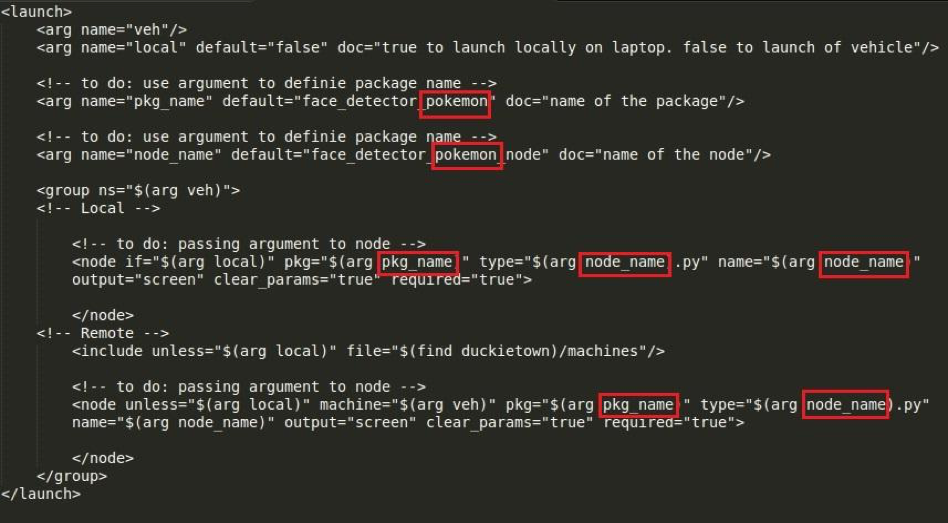 <launch>
<arg name="veh"/>
<arg name="local" default="false" doc="true to launch locally on laptop. false to launch of vehicle"/>
<!-- to do: use argument to definie package name -->
<arg name="pkg_name" default="face_detector_pokemon" doc="name of the package"/>
<!-- to do: use argument to definie package name -->
<arg name="node_name" default="face_detector_pokemon_node" doc="name of the node"/>
<group ns="$(arg veh)">
<!-- Local -->
<!-- to do: passing argument to node -->
<node if="$(arg local)" pkg="$(arg pkg_name)" type="$(arg node_name).py" name="$(arg node_name)"
output="screen" clear_params="true" required="true">
</node>
<!-- Remote -->
<include unless="$(arg local)" file="$(find duckietown)/machines"/>
<!-- to do: passing argument to node -->
<node unless="$(arg local)" machine="$(arg veh)" pkg="$(arg pkg_name)" type="$(arg node_name).py"
name="$(arg node_name)" output="screen" clear_params="true" required="true">
</node>
</group>
</launch>